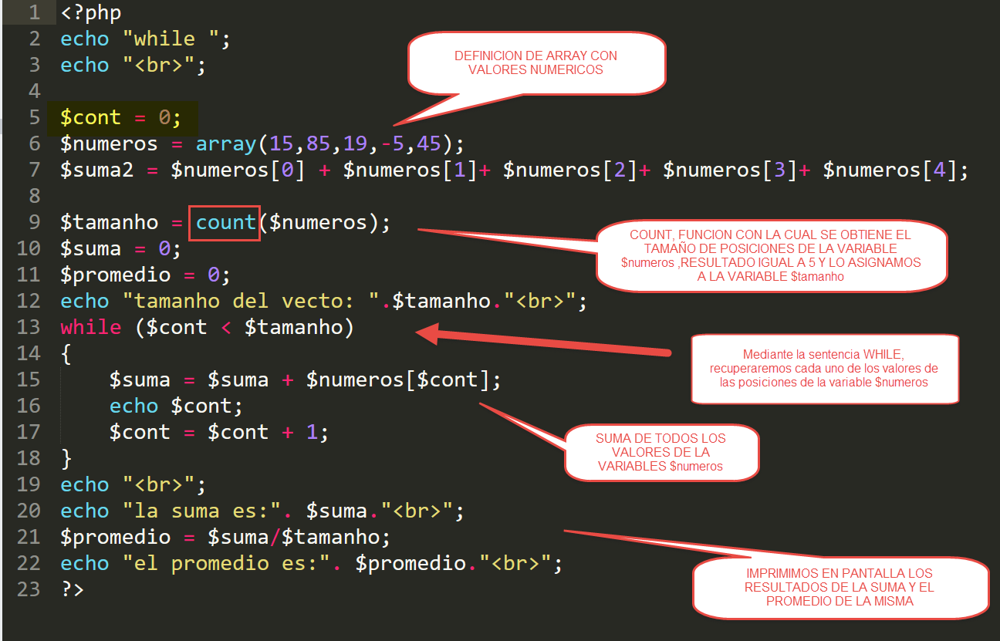 1 <?php
2 echo "while ";
3 echo "<br>";
DEFINICION DE ARRAY CON
VALORES NUMERICOS
4
5 $cont = 0;
6 $numeros = array(15,85,19,-5,45);
7 $suma2 = $numeros[0] + $numeros[1]+ $numeros[2]+ $numeros[3]+ $numeros[4];
8
9 $tamanho = count($numeros);
COUNT, FUNCION CON LA CUAL SE OBTIENE EL
TAMAÑO DE POSICIONES DE LA VARIABLE
$numeros ,RESULTADO IGUAL A 5 Y LO ASIGNAMOS
A LA VARIABLE $tamanho
10 $suma = 0;
11 $promedio = 0;
12 echo "tamanho del vecto: ".$tamanho."<br>";
13 while ($cont < $tamanho)
Mediante la sentencia WHILE,
recuperaremos cada uno de los valores de
las posiciones de la variable $numeros
14 {
15 $suma = $suma + $numeros[$cont];
16 echo $cont;
17 $cont = $cont + 1;
SUMA DE TODOS LOS
VALORES DE LA
VARIABLES $numeros
18 }
19 echo "<br>";
20 echo "la suma es:". $suma."<br>";
21 $promedio = $suma/$tamanho;
22 echo "el promedio es:". $promedio."<br>";
23 ?>
IMPRIMIMOS EN PANTALLA LOS
RESULTADOS DE LA SUMA Y EL
PROMEDIO DE LA MISMA